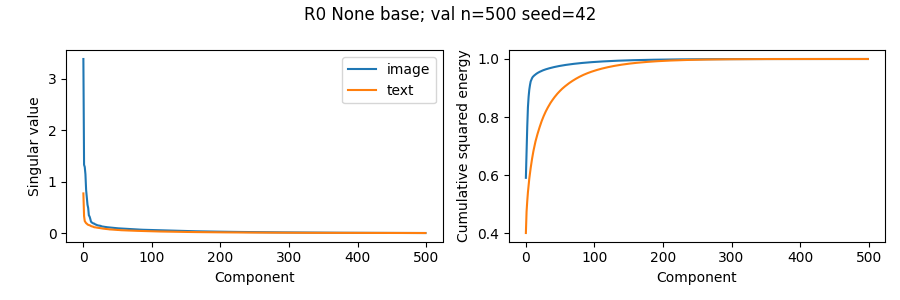 R0 None base; val n=500 seed=42
Singular value
3
2
1
0
image
text
0
100
200
300
400
500
Component
Cumulative squared energy
1.0
0.8
0.6
0.4
0
100
200
300
400
500
Component